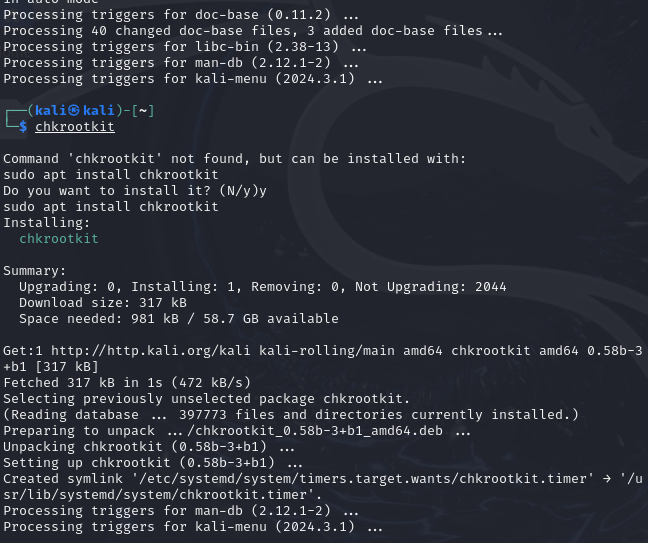 in auto mode
Processing triggers for doc-base (0.11.2) ...
Processing 40 changed doc-base files, 3 added doc-base files...
Processing triggers for libc-bin (2.38-13) ...
Processing triggers for man-db (2.12.1-2) ...
Processing triggers for kali-menu (2024.3.1) ...
┌──(kali㉿kali)-[~]
└─$ chkrootkit
Command 'chkrootkit' not found, but can be installed with:
sudo apt install chkrootkit
Do you want to install it? (N/y)y
sudo apt install chkrootkit
Installing:
  chkrootkit
Summary:
  Upgrading: 0, Installing: 1, Removing: 0, Not Upgrading: 2044
  Download size: 317 kB
  Space needed: 981 kB / 58.7 GB available
Get:1 http://http.kali.org/kali kali-rolling/main amd64 chkrootkit amd64 0.58b-3
+b1 [317 kB]
Fetched 317 kB in 1s (472 kB/s)
Selecting previously unselected package chkrootkit.
(Reading database ... 397773 files and directories currently installed.)
Preparing to unpack .../chkrootkit_0.58b-3+b1_amd64.deb ...
Unpacking chkrootkit (0.58b-3+b1) ...
Setting up chkrootkit (0.58b-3+b1) ...
Created symlink '/etc/systemd/system/timers.target.wants/chkrootkit.timer' → '/u
sr/lib/systemd/system/chkrootkit.timer'.
Processing triggers for man-db (2.12.1-2) ...
Processing triggers for kali-menu (2024.3.1) ...